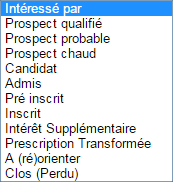 Intéressé par
Prospect qualifié
Prospect probable
Prospect chaud
Candidat
Admis
Pré inscrit
Inscrit
Intérêt Supplémentaire
Prescription Transformée
A (ré)orienter
Clos (Perdu)